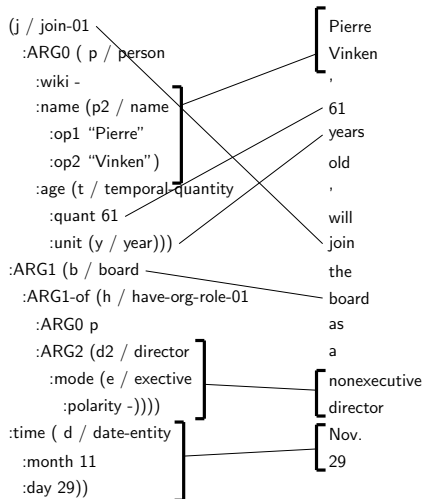 (j / join-01
:ARG0 ( p / person
:wiki -
:name (p2 / name
:op1 “Pierre”
:op2 “Vinken”)
:age (t / temporal-quantity
:quant 61
:unit (y / year)))
:ARG1 (b / board
:ARG1-of (h / have-org-role-01
:ARG0 p
:ARG2 (d2 / director
:mode (e / exective
:polarity -))))
:time ( d / date-entity
:month 11
:day 29))
Pierre
Vinken
,
61
years
old
,
will
join
the
board
as
a
nonexecutive
director
Nov.
29